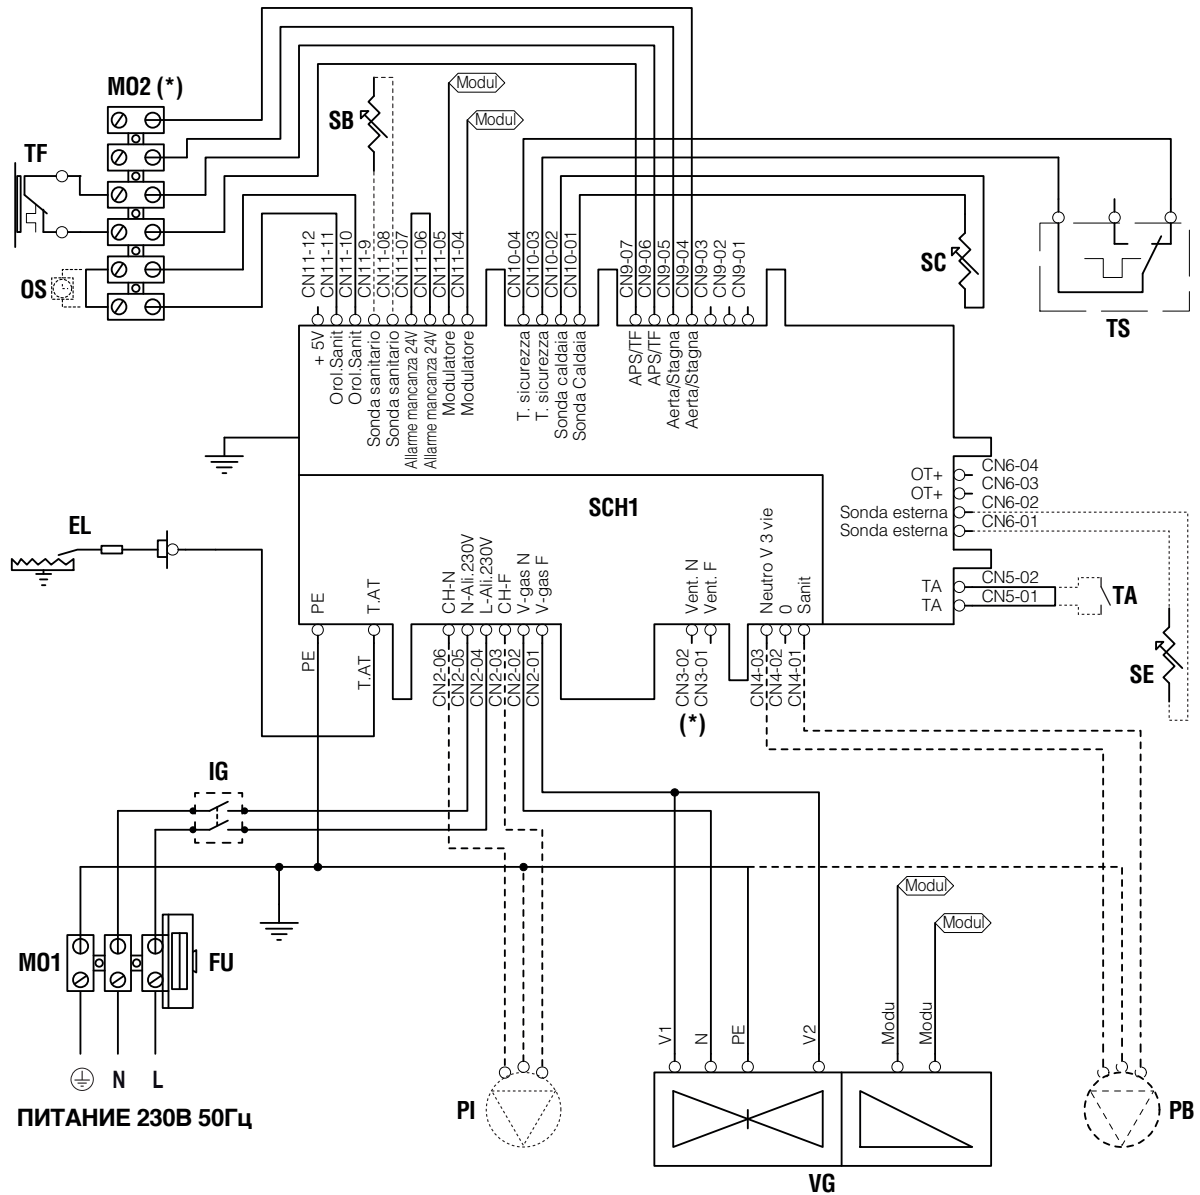 MO2 (*)
Modul
Modul
SB
TF
OS
SC
TS
CN11-12
CN11-11
CN11-10
CN11-9
CN11-08
CN11-07
CN11-06
CN11-05
CN11-04
CN10-04
CN10-03
CN10-02
CN10-01
CN9-07
CN9-06
CN9-05
CN9-04
CN9-03
CN9-02
CN9-01
+ 5V
Orol.Sanit
Orol.Sanit
Sonda sanitario
Sonda sanitario
Allarme mancanza 24V
Allarme mancanza 24V
Modulatore
Modulatore
T. sicurezza
T. sicurezza
Sonda caldaia
Sonda Caldaia
APS/TF
APS/TF
Aerta/Stagna
Aerta/Stagna
OT+
CN6-04
OT+
CN6-03
Sonda esterna
CN6-02
Sonda esterna
CN6-01
SCH1
EL
TA
CN5-02
TA
CN5-01
TA
SE
PE
T.AT
CH-N
N-Ali.230V
L-Ali.230V
CH-F
V-gas N
V-gas F
Vent. N
Vent. F
Neutro V 3 vie
0
Sanit
PE
T.AT
CN2-06
CN2-05
CN2-04
CN2-03
CN2-02
CN2-01
CN3-02
CN3-01
CN4-03
CN4-02
CN4-01
(*)
IG
Modul
Modul
MO1
FU
V1
N
PE
V2
Modu
Modu
N
L
ПИТАНИЕ 230В 50Гц
PI
PB
VG